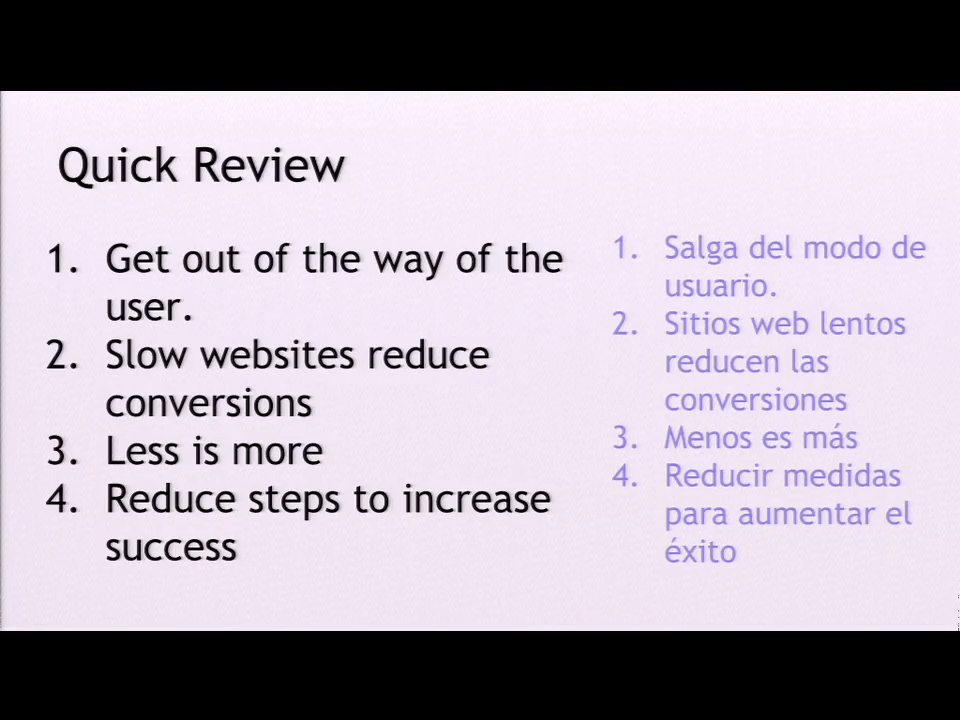 Quick Review
1. Get out of the way of the
user.
2. Slow websites reduce
conversions
3. Less is more
4. Reduce steps to increase
success
1. Salga del modo de
usuario.
2. Sitios web lentos
reducen las
conversiones
3. Menos es más
4. Reducir medidas
para aumentar el
éxito